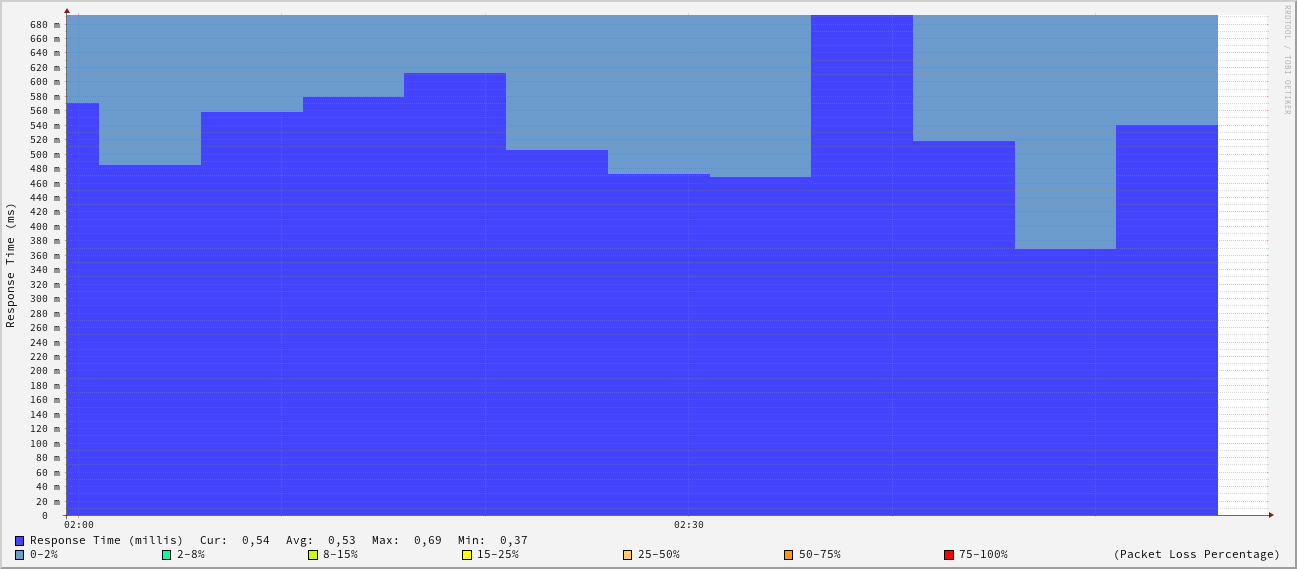 RRDTOOL / TOBI OETIKER
Response Time (ms)
680 m
660 m
640 m
620 m
600 m
580 m
560 m
540 m
520 m
500 m
480 m
460 m
440 m
420 m
400 m
380 m
360 m
340 m
320 m
300 m
280 m
260 m
240 m
220 m
200 m
180 m
160 m
140 m
120 m
100 m
80 m
60 m
40 m
20 m
0
02:00 02:30
Response Time (millis) Cur: 0,54 Avg: 0,53 Max: 0,69 Min: 0,37
0-2% 2-8% 8-15% 15-25% 25-50% 50-75% 75-100% (Packet Loss Percentage)